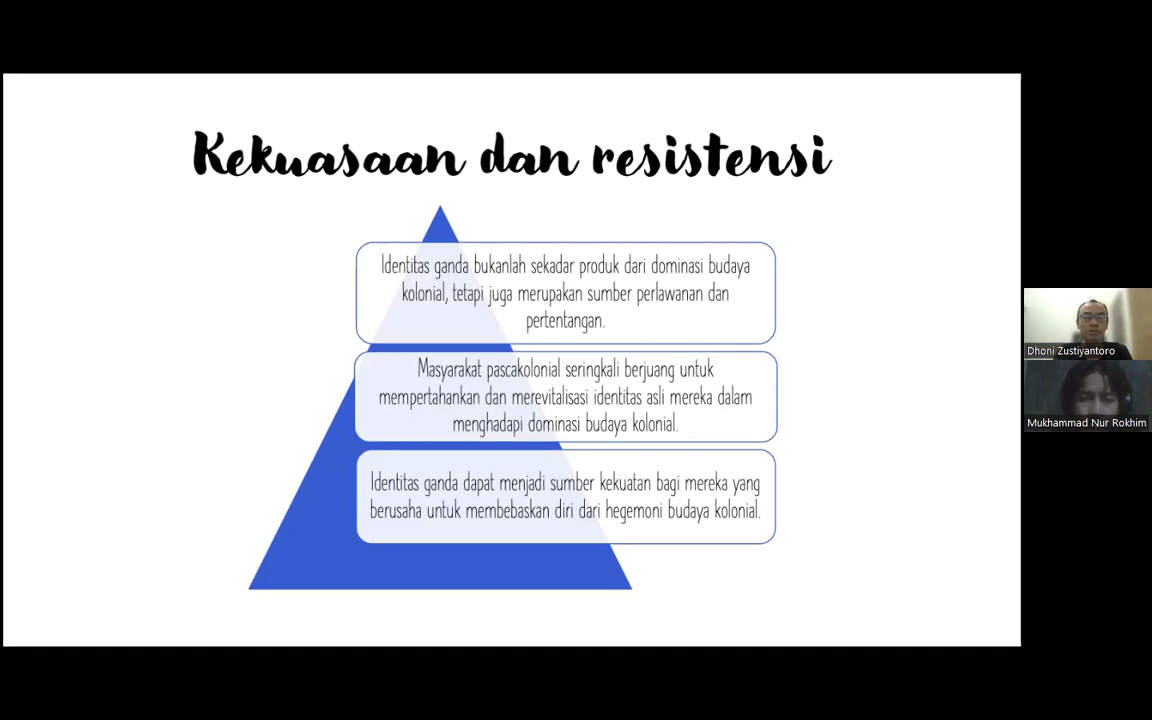 Kekuasaan dan resistensi
Identitas ganda bukanlah sekadar produk dari dominasi budaya
kolonial, tetapi juga merupakan sumber perlawanan dan
pertentangan.
Masyarakat pascakolonial seringkali berjuang untuk
mempertahankan dan merevitalisasi identitas asli mereka dalam
menghadapi dominasi budaya kolonial.
Identitas ganda dapat menjadi sumber kekuatan bagi mereka yang
berusaha untuk membebaskan diri dari hegemoni budaya kolonial.
Dhoni Zustiyantoro
Mukhammad Nur Rokhim